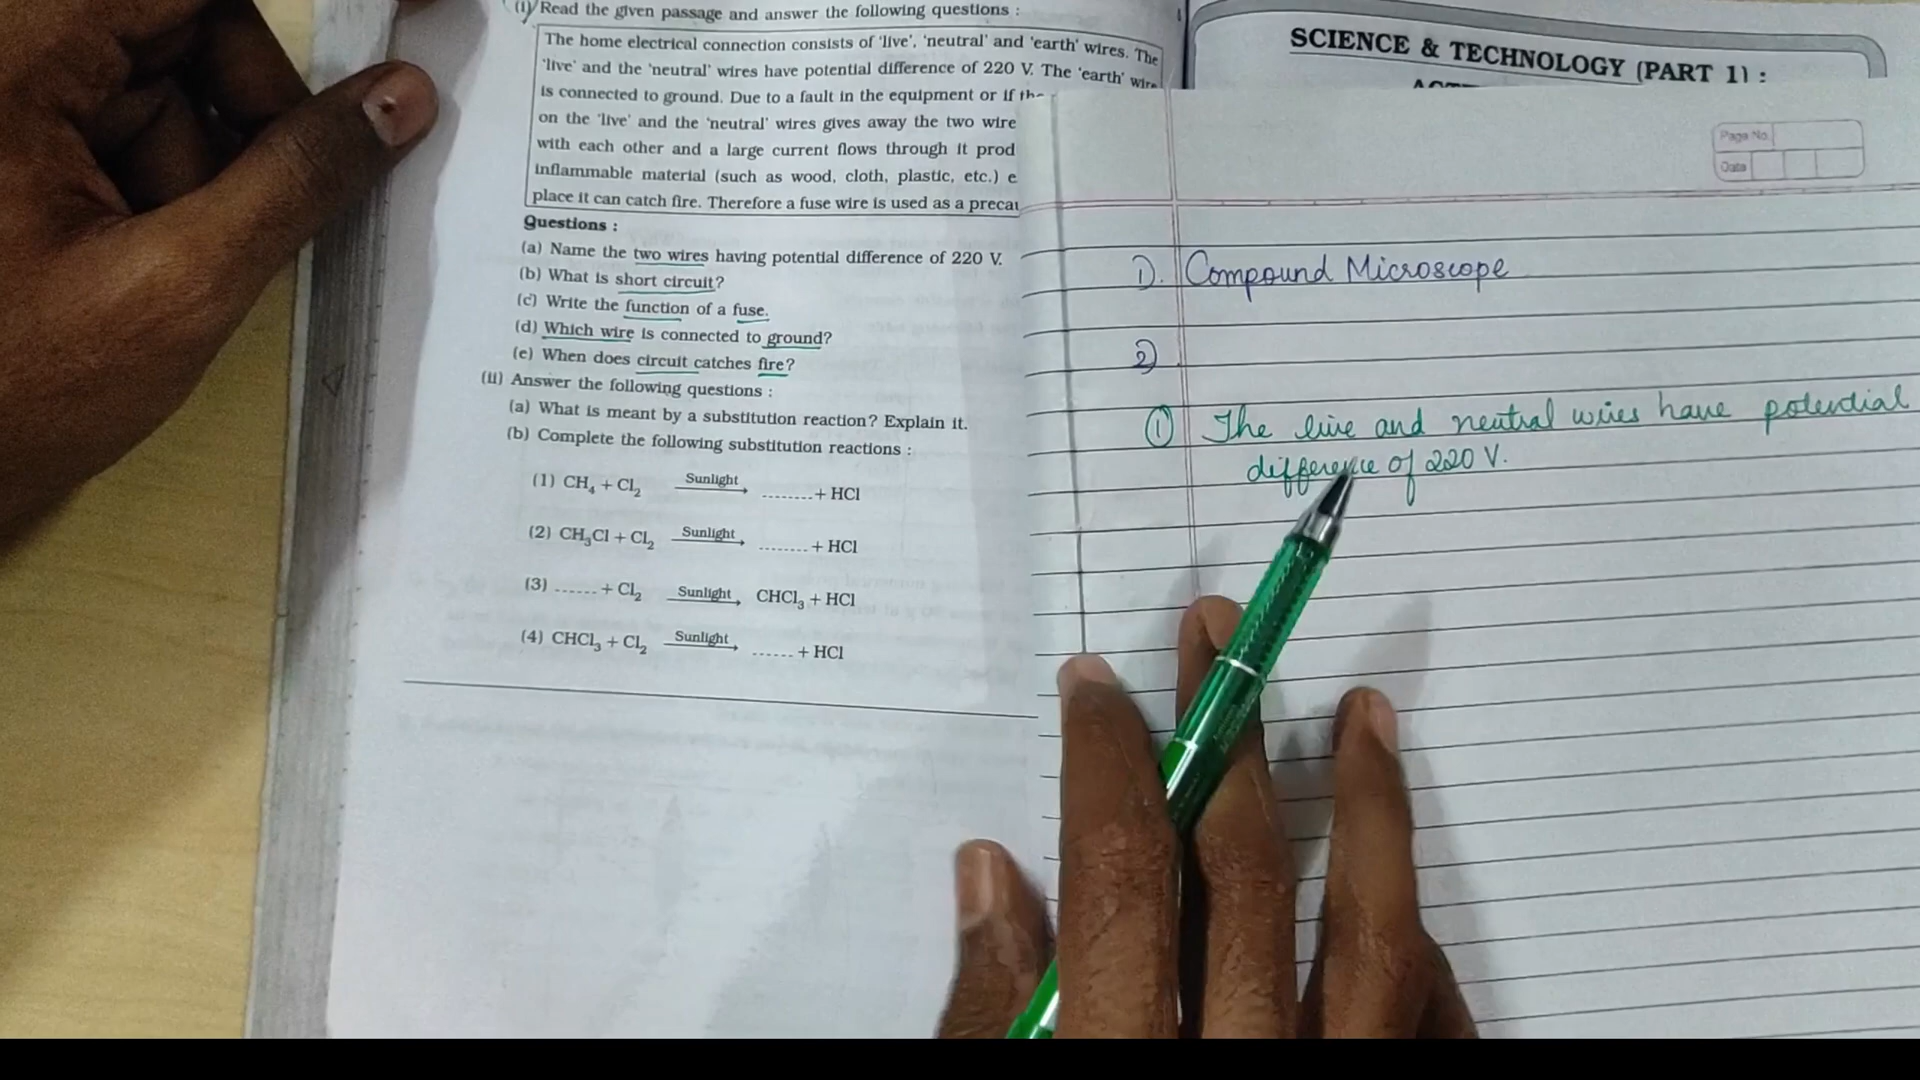 (i) Read the given passage and answer the following questions :
The home electrical connection consists of 'live', 'neutral' and 'earth' wires. The
'live' and the 'neutral' wires have potential difference of 220 V. The 'earth' wire
is connected to ground. Due to a fault in the equipment or if the
on the 'live' and the 'neutral' wires gives away the two wire
with each other and a large current flows through it prod
inflammable material (such as wood, cloth, plastic, etc.) e
place it can catch fire. Therefore a fuse wire is used as a precau
Questions :
(a) Name the two wires having potential difference of 220 V.
(b) What is short circuit?
(c) Write the function of a fuse.
(d) Which wire is connected to ground?
(e) When does circuit catches fire?
(ii) Answer the following questions :
(a) What is meant by a substitution reaction? Explain it.
(b) Complete the following substitution reactions :
(1) CH₄ + Cl₂ Sunlight → ........ + HCl
(2) CH₃Cl + Cl₂ Sunlight → ........ + HCl
(3) ...... + Cl₂ Sunlight → CHCl₃ + HCl
(4) CHCl₃ + Cl₂ Sunlight → ...... + HCl
SCIENCE & TECHNOLOGY (PART 1) :
Page No.
Date
1). Compound Microscope
2)
① The live and neutral wires have potential
difference of 220 V.